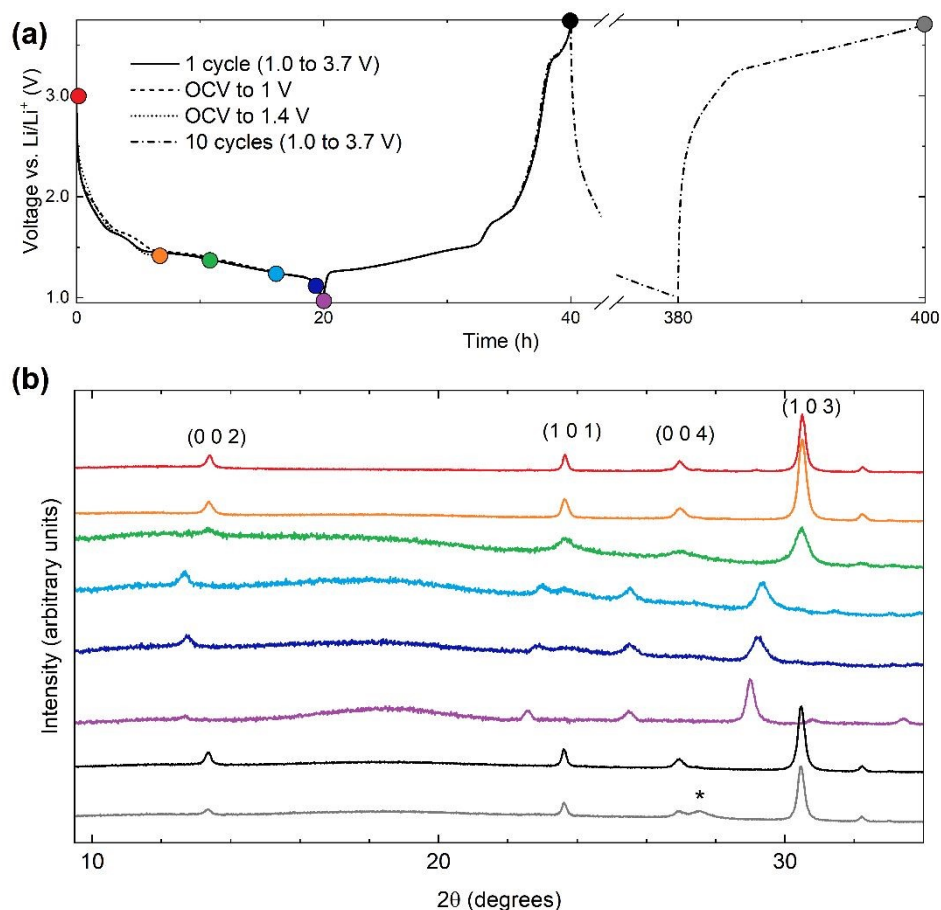 (a)
1 cycle (1.0 to 3.7 V)
OCV to 1 V
OCV to 1.4 V
10 cycles (1.0 to 3.7 V)
Voltage vs. Li/Li⁺ (V)
3.0
2.0
1.0
0 20 40 380 400
Time (h)
(b)
(0 0 2) (1 0 1) (0 0 4) (1 0 3)
*
Intensity (arbitrary units)
10 20 30
2θ (degrees)